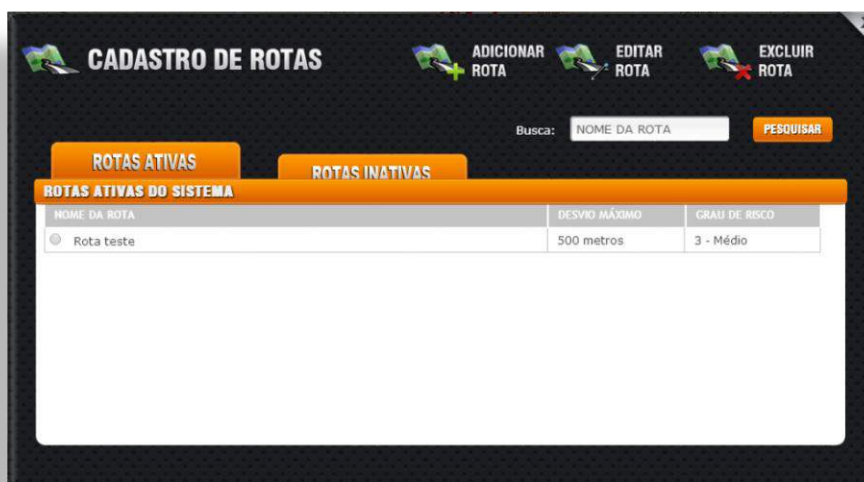 CADASTRO DE ROTAS
ADICIONAR
ROTA
EDITAR
ROTA
EXCLUIR
ROTA
Busca:
NOME DA ROTA
PESQUISAR
ROTAS ATIVAS
ROTAS INATIVAS
ROTAS ATIVAS DO SISTEMA
NOME DA ROTA
DESVIO MÁXIMO
GRAU DE RISCO
Rota teste
500 metros
3 - Médio